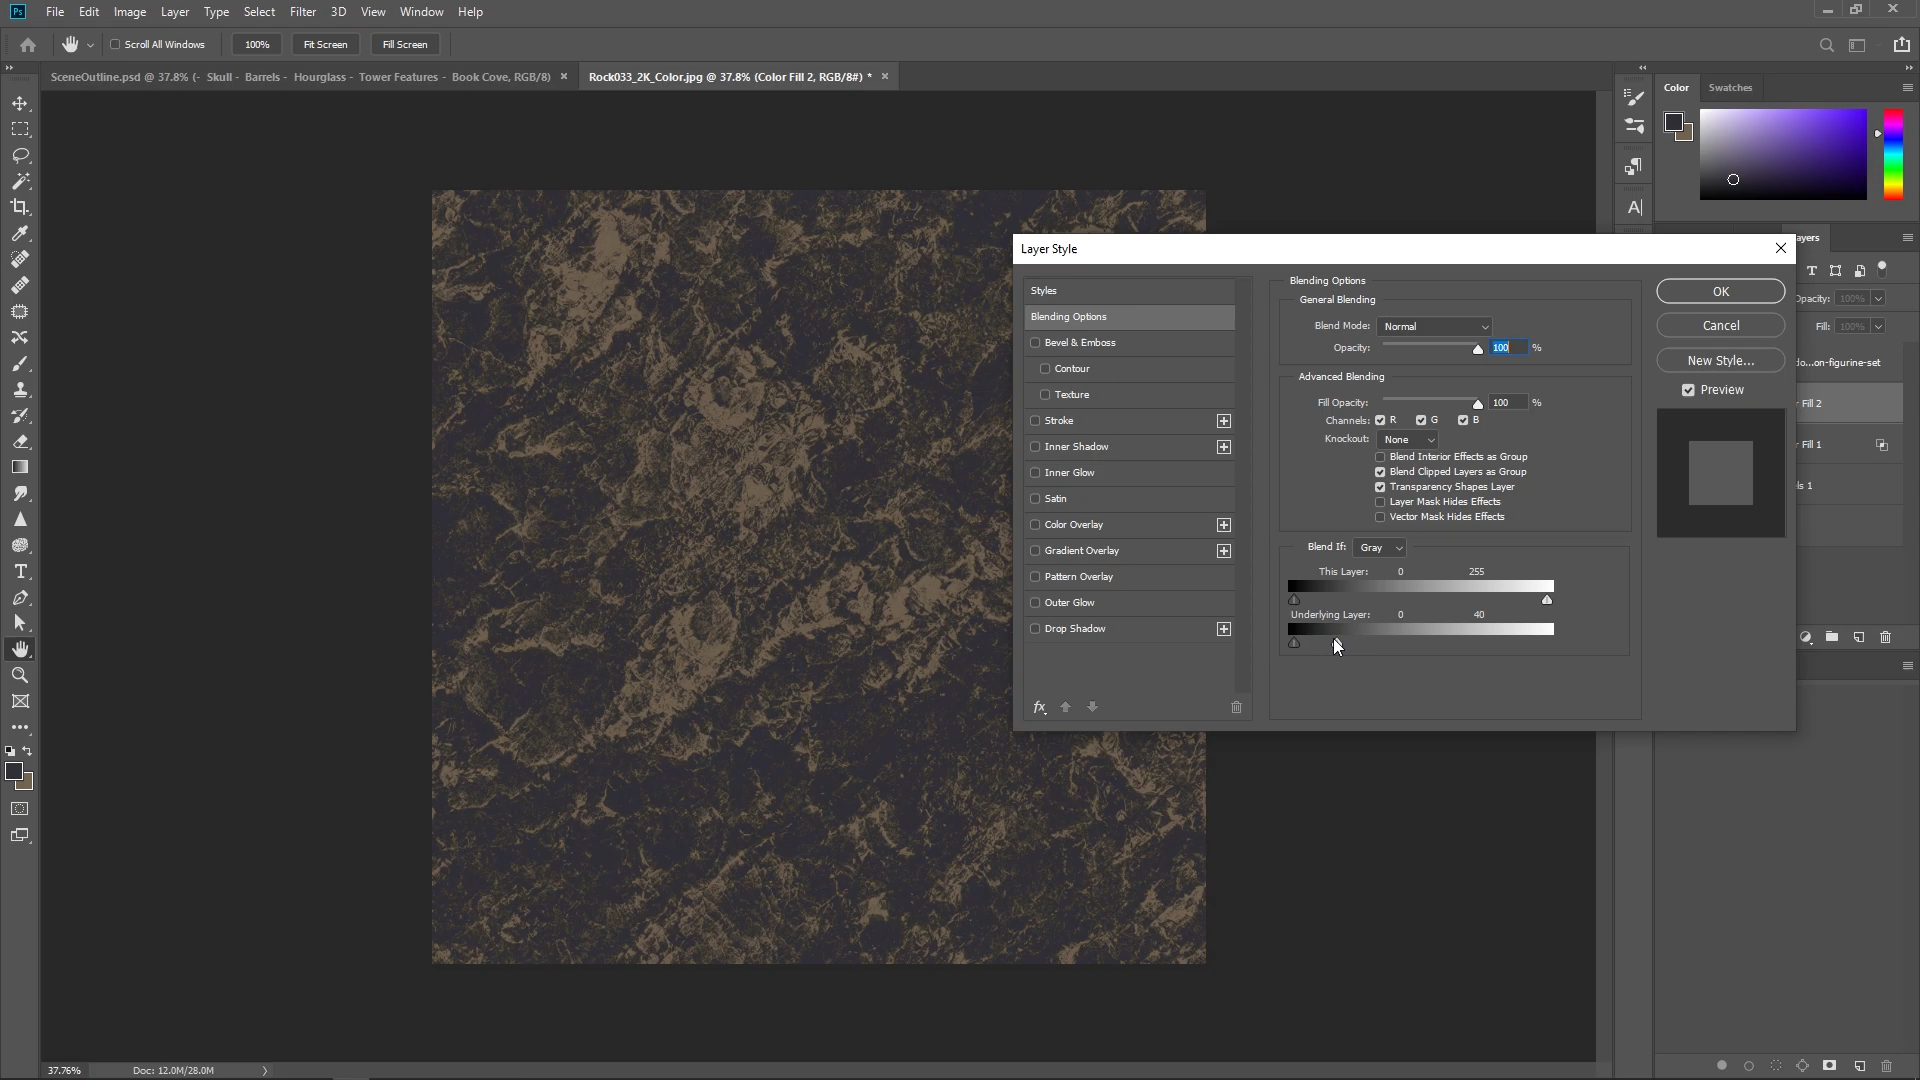 Ps File Edit Image Layer Type Select Filter 3D View Window Help
Scroll All Windows 100% Fit Screen Fill Screen
SceneOutline.psd @ 37.8% (- Skull - Barrels - Hourglass - Tower Features - Book Cove, RGB/8) × Rock033_2K_Color.jpg @ 37.8% (Color Fill 2, RGB/8#) * ×
Color Swatches
Layer Style
ayers
Styles
Blending Options
Bevel & Emboss
Contour
Texture
Stroke
Inner Shadow
Inner Glow
Satin
Color Overlay
Gradient Overlay
Pattern Overlay
Outer Glow
Drop Shadow
fx
Blending Options
General Blending
Blend Mode: Normal
Opacity: 100 %
Advanced Blending
Fill Opacity: 100 %
Channels: R G B
Knockout: None
Blend Interior Effects as Group
Blend Clipped Layers as Group
Transparency Shapes Layer
Layer Mask Hides Effects
Vector Mask Hides Effects
Blend If: Gray
This Layer: 0 255
Underlying Layer: 0 40
OK
Cancel
New Style...
Preview
Opacity: 100%
Fill: 100%
do...on-figurine-set
r Fill 2
r Fill 1
ls 1
37.76% Doc: 12.0M/28.0M